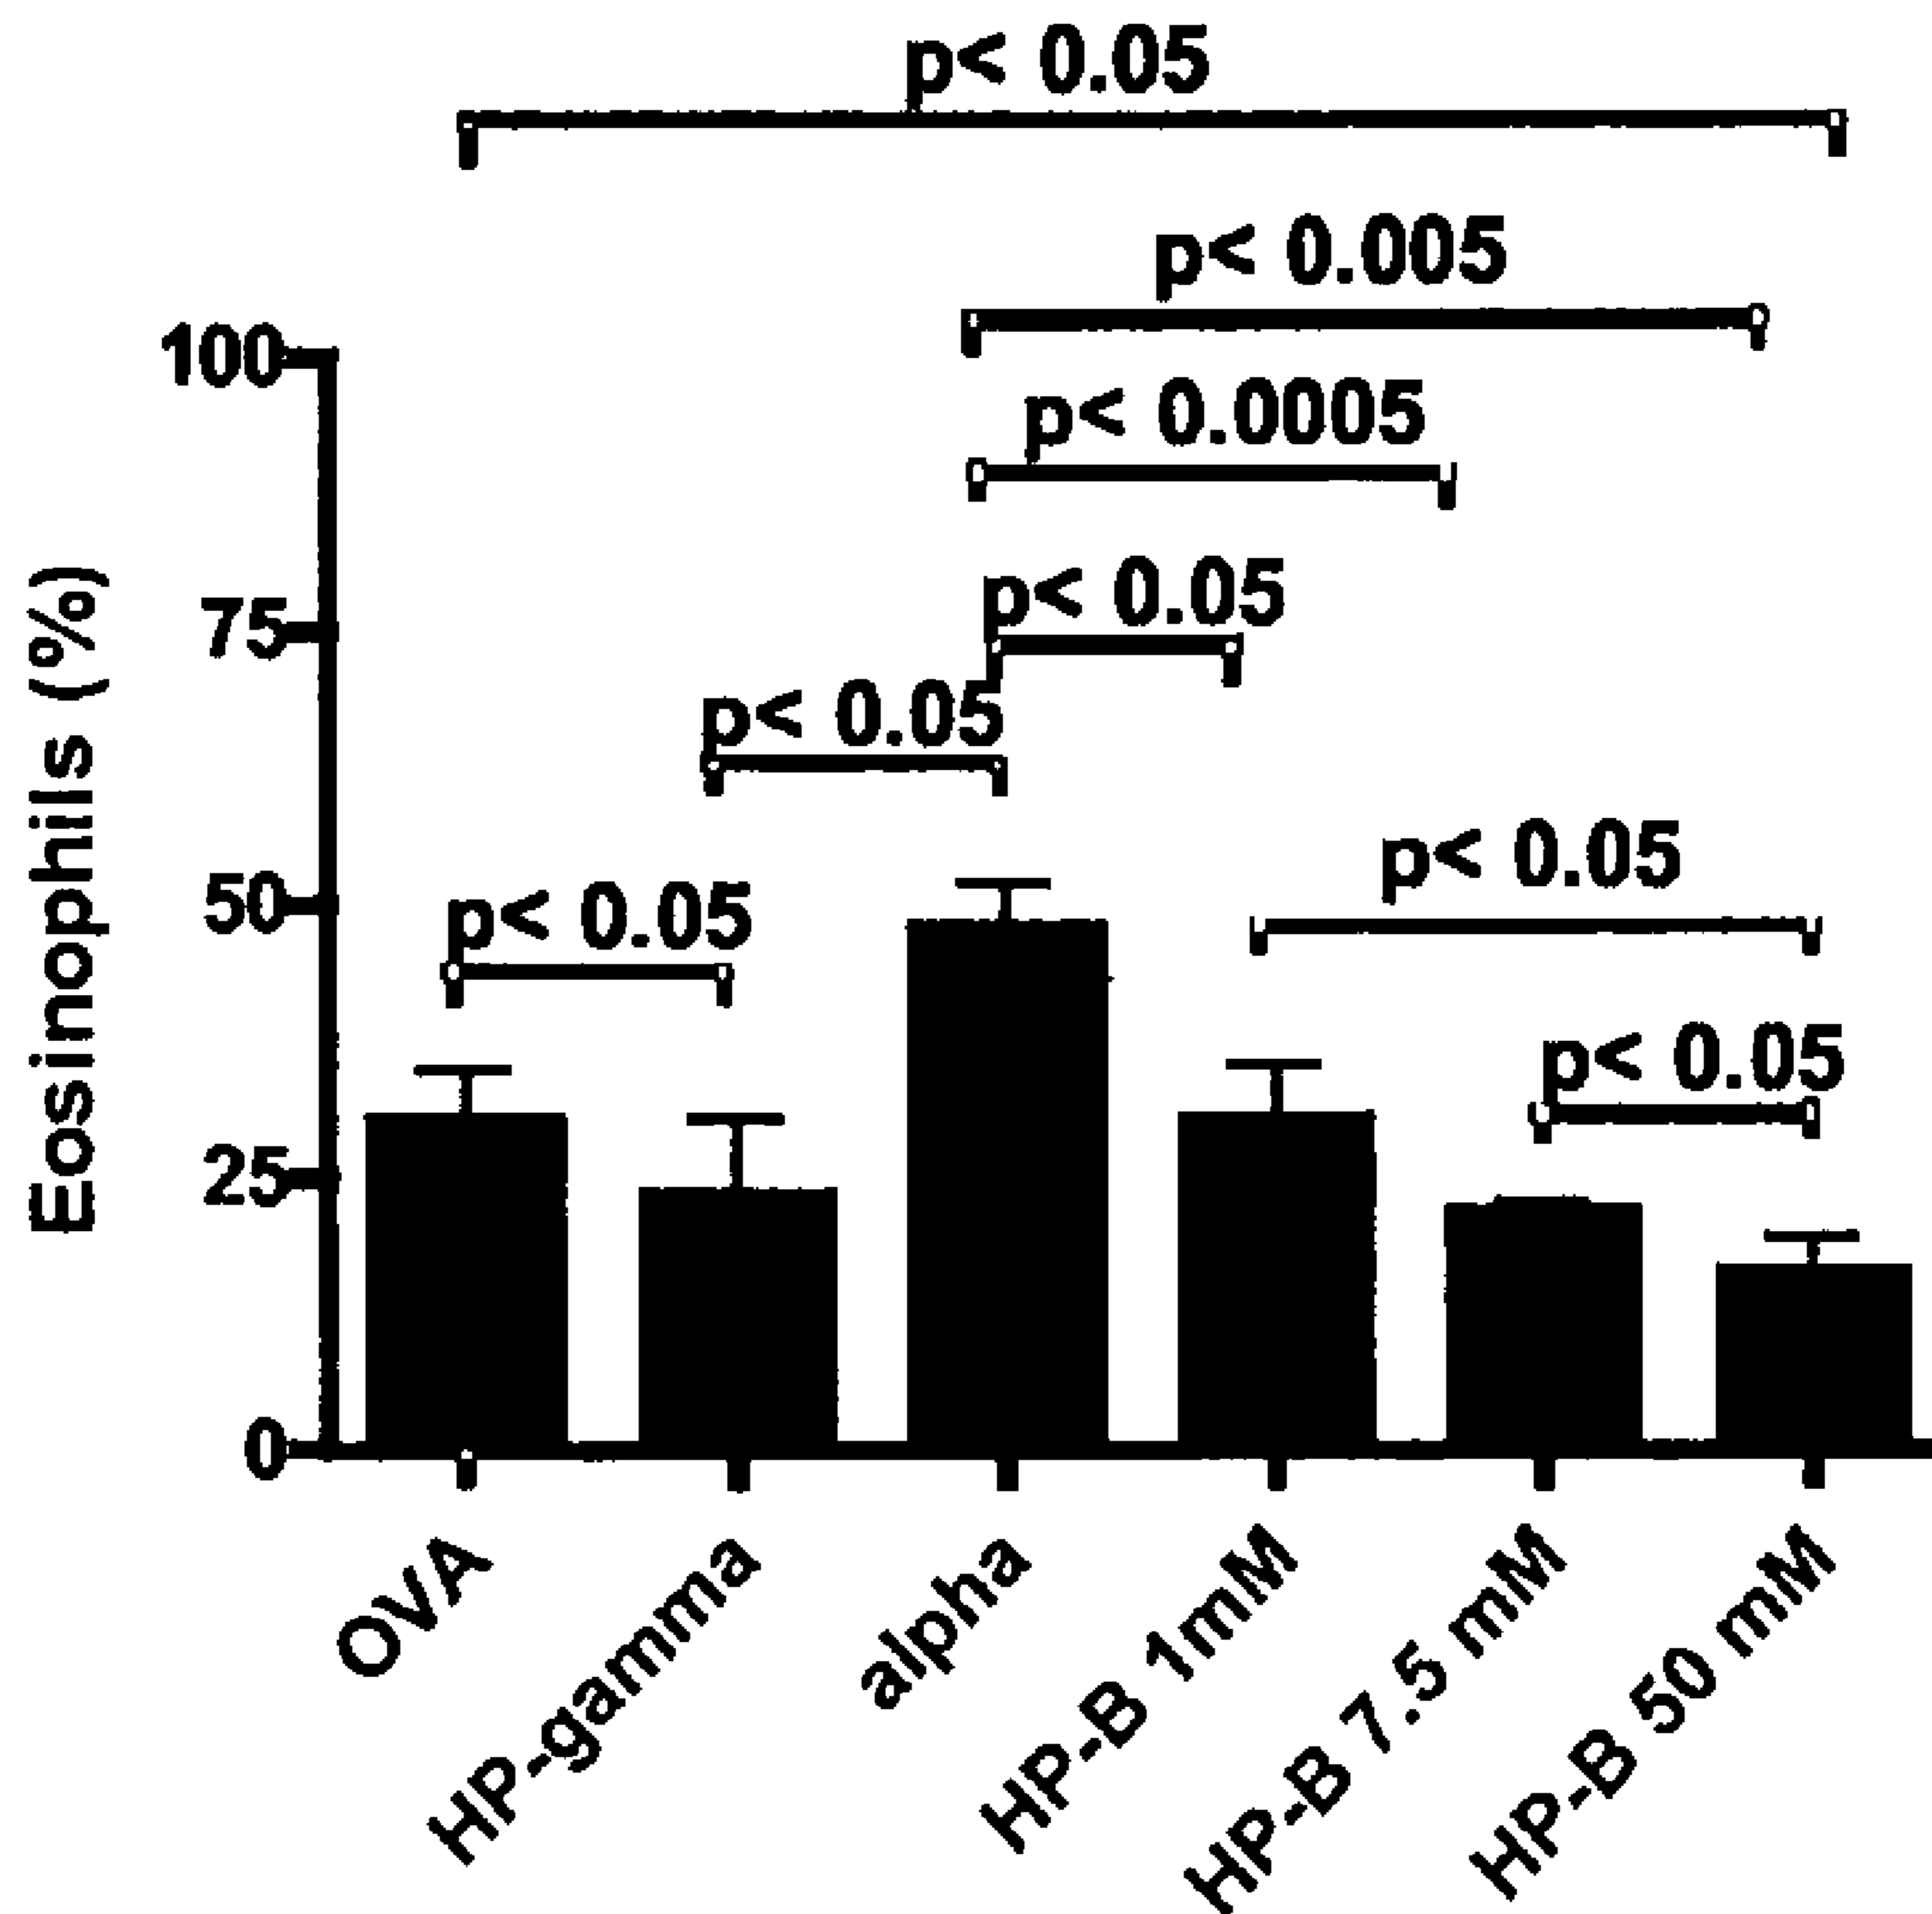 p< 0.05
p< 0.005
100
p< 0.0005
p< 0.05
75
p< 0.05
p< 0.05
50
p< 0.05
p< 0.05
25
0
Eosinophils (%)
OVA
HP-gamma
alpha
HP-B 1mM
HP-B 7.5 mM
HP-B 50 mM